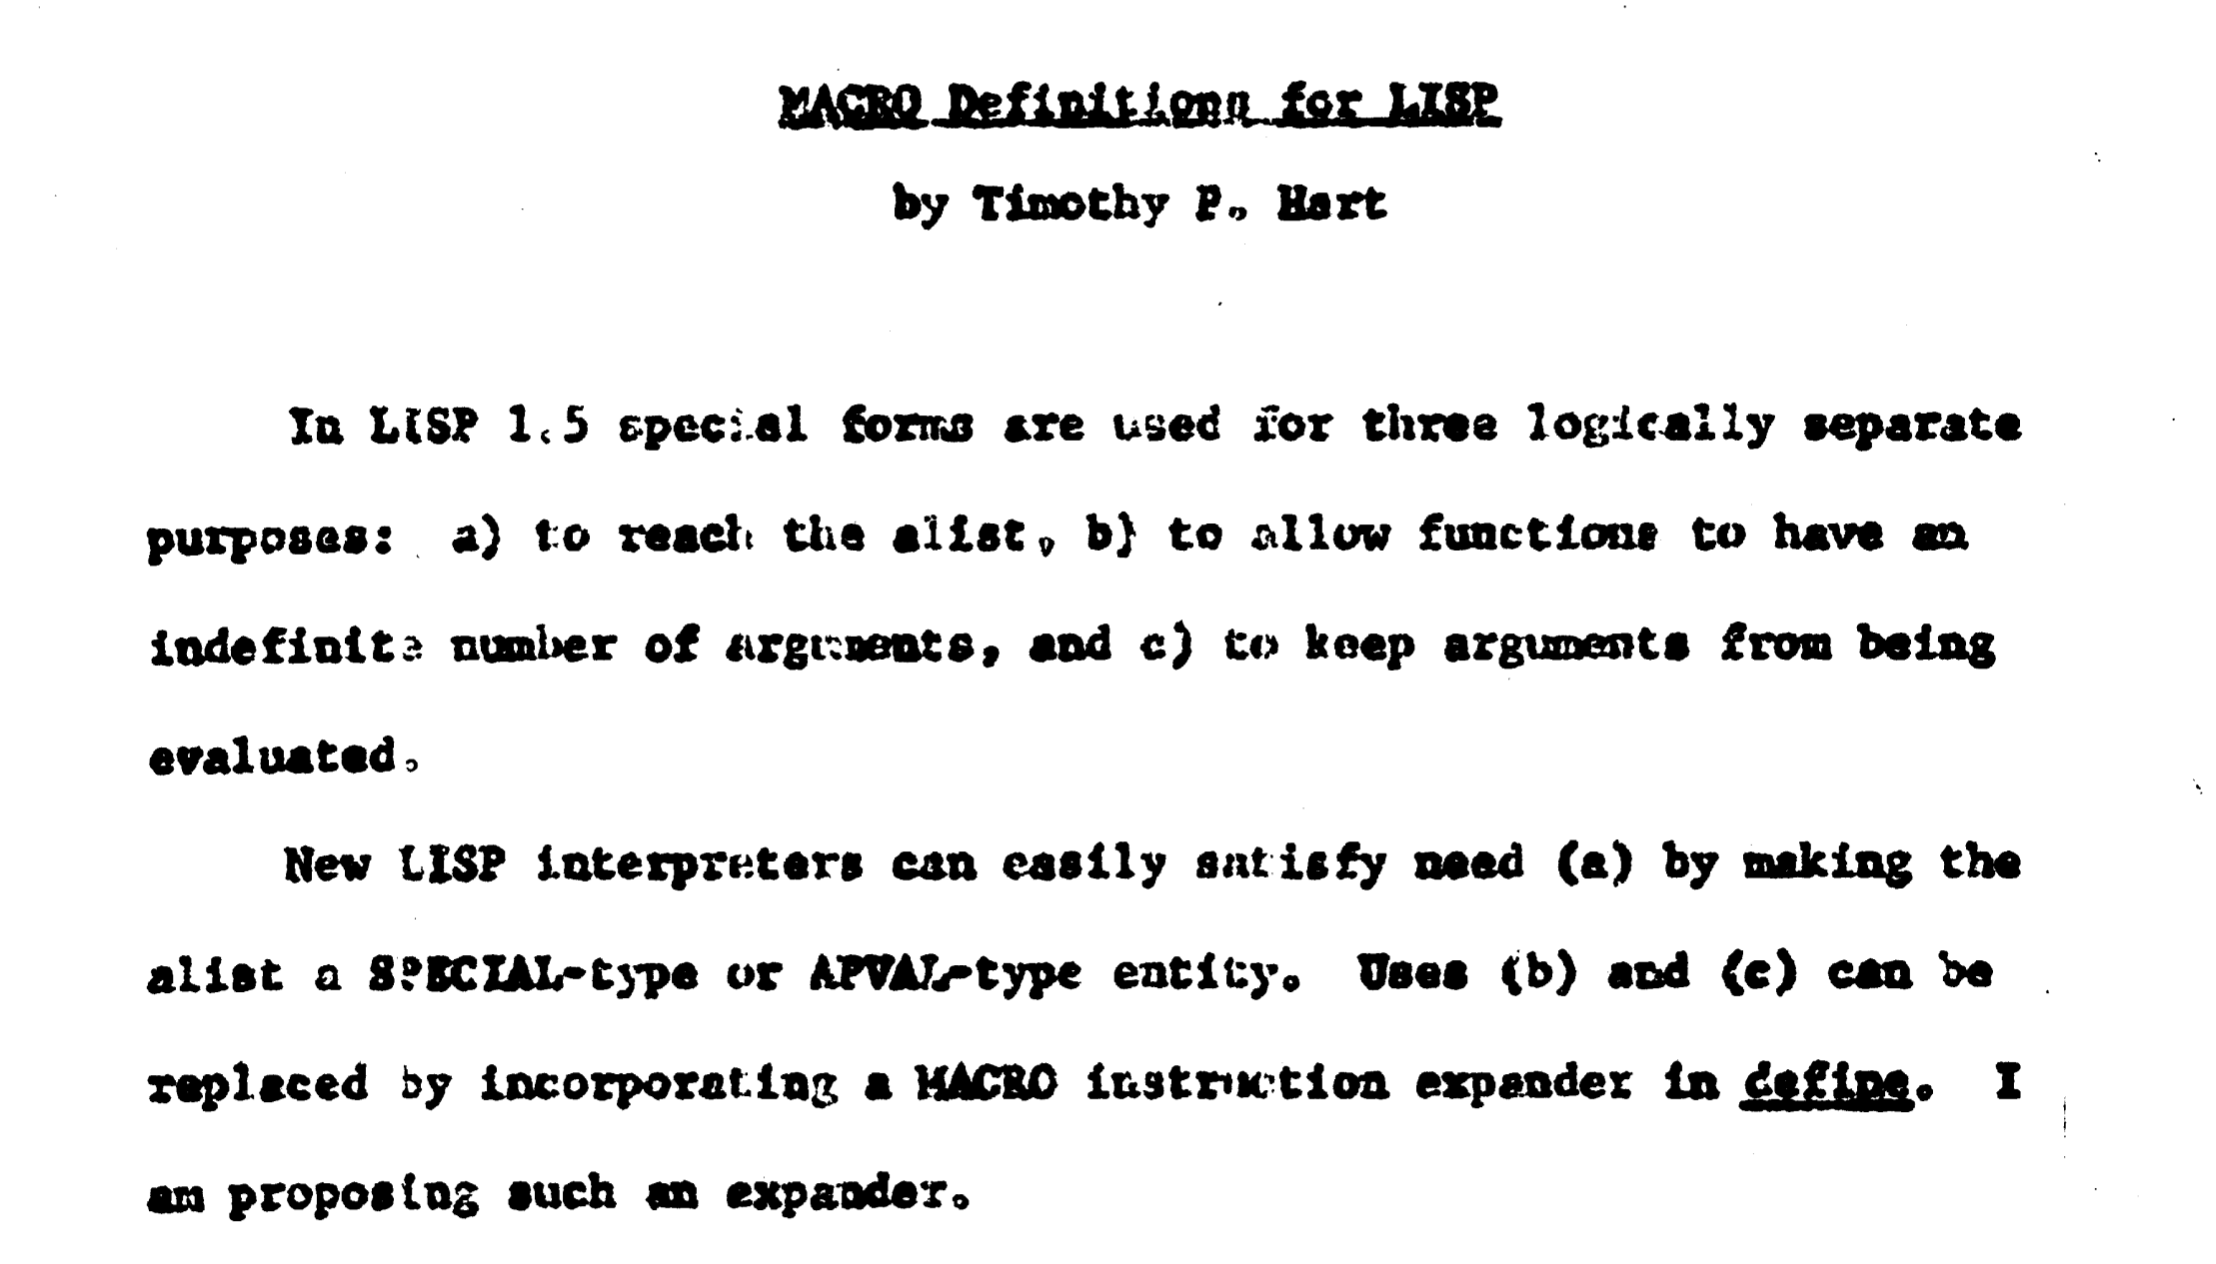 MACRO Definitions for LISP
by Timothy P. Hart
In LISP 1.5 special forms are used for three logically separate
purposes: a) to reach the alist, b) to allow functions to have an
indefinite number of arguments, and c) to keep arguments from being
evaluated.
New LISP interpreters can easily satisfy need (a) by making the
alist a SPECIAL-type or APVAL-type entity. Uses (b) and (c) can be
replaced by incorporating a MACRO instruction expander in define. I
am proposing such an expander.